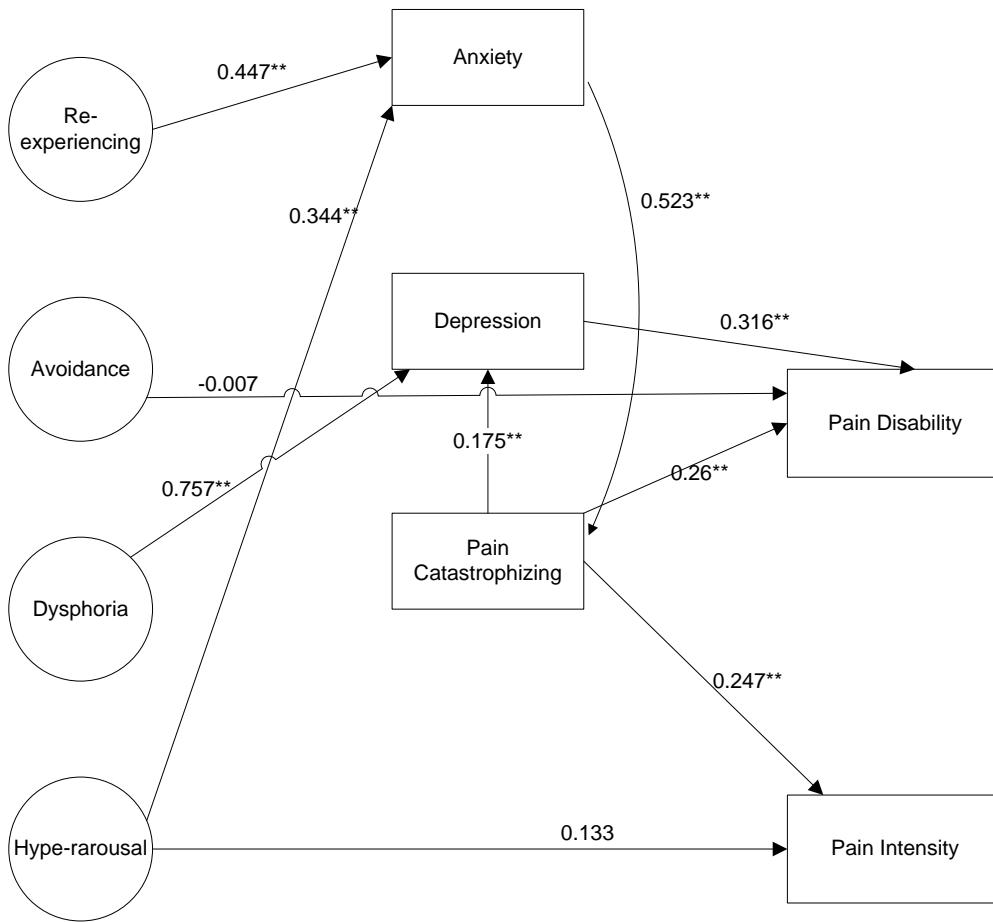 Anxiety
0.447**
Re-
experiencing
0.523**
0.344**
Depression
0.316**
Avoidance
-0.007
Pain Disability
0.175**
0.26**
0.757**
Pain
Catastrophizing
Dysphoria
0.247**
0.133
Hype-rarousal
Pain Intensity